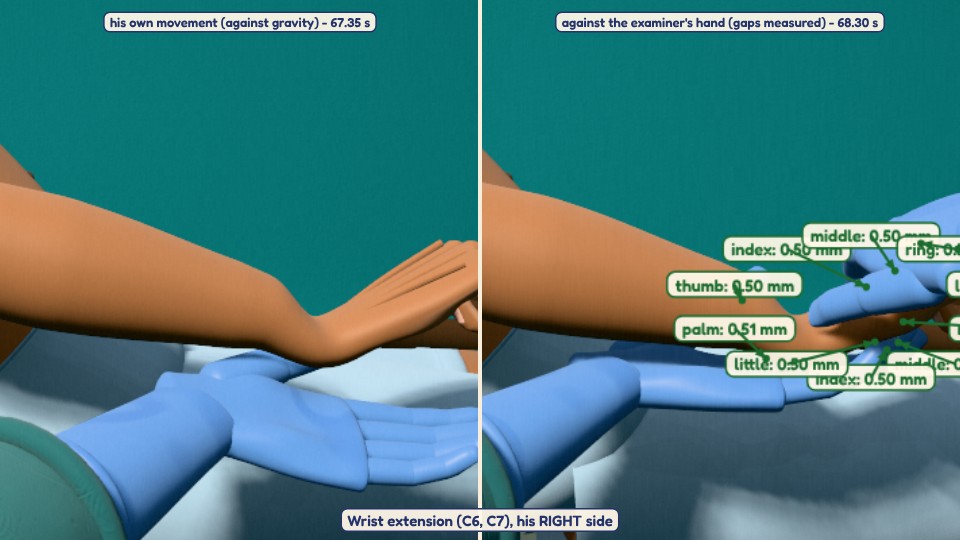 his own movement (against gravity) - 67.35 s
against the examiner's hand (gaps measured) - 68.30 s
middle: 0.50 mm
index: 0.50 mm
ring:
thumb: 0.50 mm
palm: 0.51 mm
little: 0.50 mm
middle:
index: 0.50 mm
Wrist extension (C6, C7), his RIGHT side